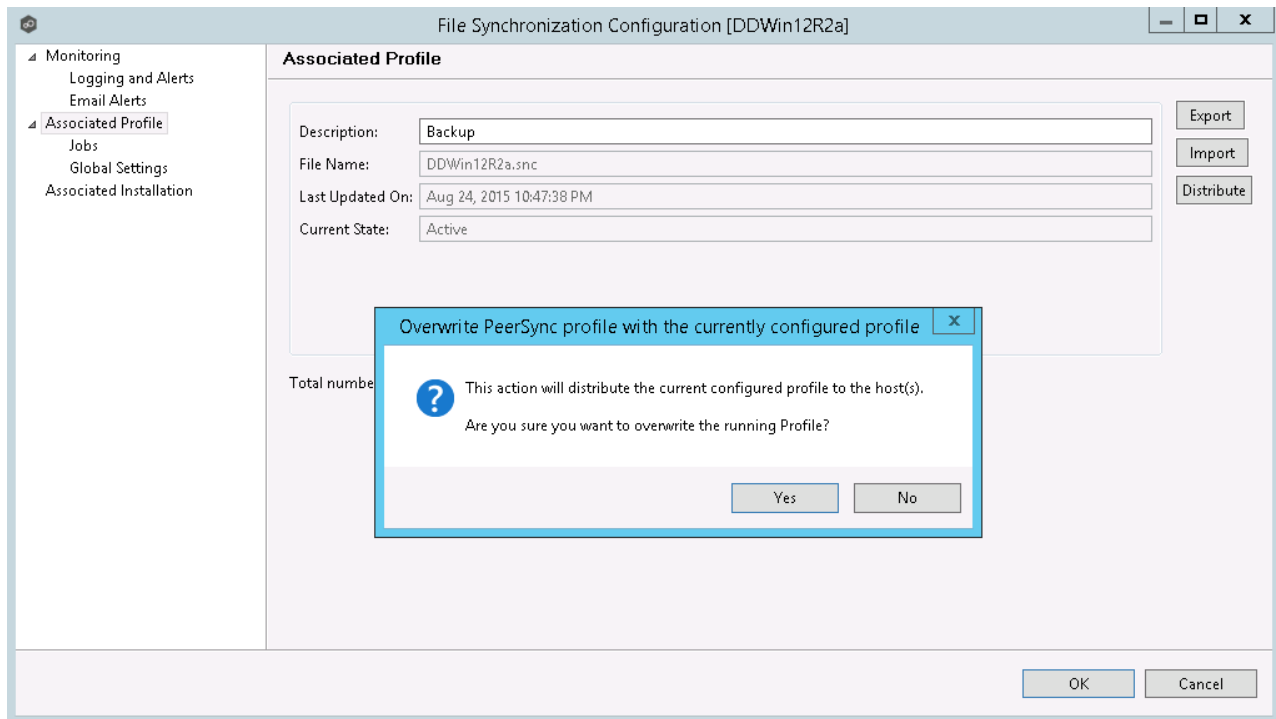 File Synchronization Configuration [DDWin12R2a]
Monitoring
Logging and Alerts
Email Alerts
Associated Profile
Jobs
Global Settings
Associated Installation
Associated Profile
Description: Backup
File Name: DDWin12R2a.snc
Last Updated On: Aug 24, 2015 10:47:38 PM
Current State: Active
Export
Import
Distribute
Total numbe
Overwrite PeerSync profile with the currently configured profile
This action will distribute the current configured profile to the host(s).
Are you sure you want to overwrite the running Profile?
Yes No
OK Cancel